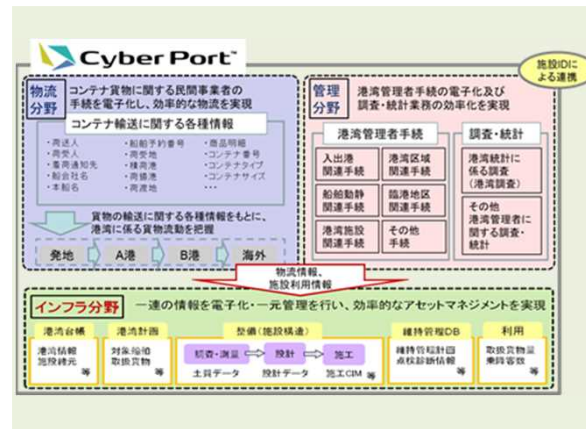 Cyber Port™
施設IDに
よる連携
物流
分野
コンテナ貨物に関する民間事業者の
手続を電子化し、効率的な物流を実現
コンテナ輸送に関する各種情報
・荷送人
・荷受人
・着荷通知先
・船会社名
・本船名
・船舶予約番号
・荷受地
・積荷港
・荷揚港
・荷渡地
・商品明細
・コンテナ番号
・コンテナタイプ
・コンテナサイズ
・・・
貨物の輸送に関する各種情報をもとに、
港湾に係る貨物流動を把握
発地
A港
B港
海外
管理
分野
港湾管理者手続の電子化及び
調査・統計業務の効率化を実現
港湾管理者手続
入出港
関連手続
港湾区域
関連手続
船舶動静
関連手続
臨港地区
関連手続
港湾施設
関連手続
その他
手続
調査・統計
港湾統計に
係る調査
(港湾調査)
その他
港湾管理者に
関する調査・
統計
物流情報、
施設利用情報
インフラ分野
一連の情報を電子化・一元管理を行い、効率的なアセットマネジメントを実現
港湾台帳
港湾情報
施設諸元
等
港湾計画
対象船舶
取扱貨物
等
整備(施設構造)
調査・測量
設計
施工
土質データ
設計データ
施工CIM
等
維持管理DB
維持管理計画
点検診断情報
等
利用
取扱貨物量
乗降客数
等